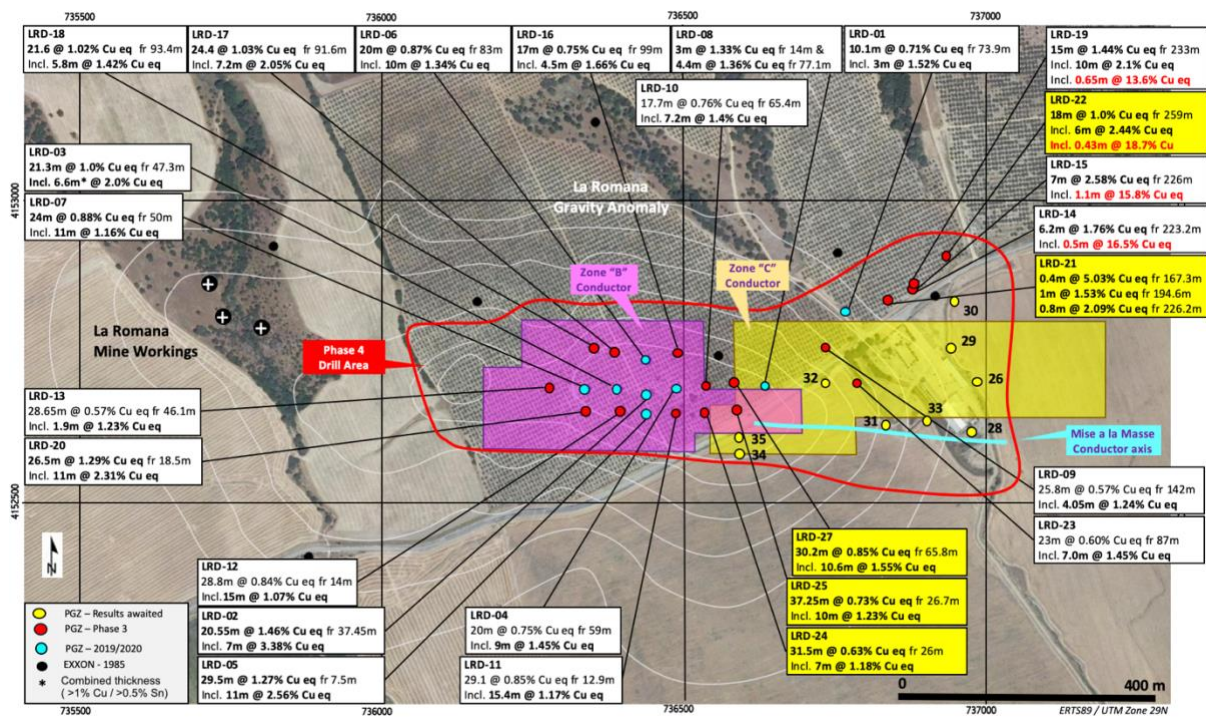 735500
736000
736500
737000
LRD-18
21.6 @ 1.02% Cu eq fr 93.4m
Incl. 5.8m @ 1.42% Cu eq
LRD-17
24.4 @ 1.03% Cu eq fr 91.6m
Incl. 7.2m @ 2.05% Cu eq
LRD-06
20m @ 0.87% Cu eq fr 83m
Incl. 10m @ 1.34% Cu eq
LRD-16
17m @ 0.75% Cu eq fr 99m
Incl. 4.5m @ 1.66% Cu eq
LRD-08
3m @ 1.33% Cu eq fr 14m &
4.4m @ 1.36% Cu eq fr 77.1m
LRD-01
10.1m @ 0.71% Cu eq fr 73.9m
Incl. 3m @ 1.52% Cu eq
LRD-19
15m @ 1.44% Cu eq fr 233m
Incl. 10m @ 2.1% Cu eq
Incl. 0.65m @ 13.6% Cu eq
LRD-10
17.7m @ 0.76% Cu eq fr 65.4m
Incl. 7.2m @ 1.4% Cu eq
LRD-22
18m @ 1.0% Cu eq fr 259m
Incl. 6m @ 2.44% Cu eq
Incl. 0.43m @ 18.7% Cu
LRD-03
21.3m @ 1.0% Cu eq fr 47.3m
Incl. 6.6m* @ 2.0% Cu eq
LRD-15
7m @ 2.58% Cu eq fr 226m
Incl. 1.1m @ 15.8% Cu eq
4153000
LRD-07
24m @ 0.88% Cu eq fr 50m
Incl. 11m @ 1.16% Cu eq
La Romana
Gravity Anomaly
LRD-14
6.2m @ 1.76% Cu eq fr 223.2m
Incl. 0.5m @ 16.5% Cu eq
LRD-21
0.4m @ 5.03% Cu eq fr 167.3m
1m @ 1.53% Cu eq fr 194.6m
0.8m @ 2.09% Cu eq fr 226.2m
Zone "B"
Conductor
Zone "C"
Conductor
La Romana
Mine Workings
Phase 4
Drill Area
30
29
26
32
33
31
28
35
34
Mise a la Masse
Conductor axis
LRD-13
28.65m @ 0.57% Cu eq fr 46.1m
Incl. 1.9m @ 1.23% Cu eq
LRD-20
26.5m @ 1.29% Cu eq fr 18.5m
Incl. 11m @ 2.31% Cu eq
LRD-09
25.8m @ 0.57% Cu eq fr 142m
Incl. 4.05m @ 1.24% Cu eq
4152500
LRD-23
23m @ 0.60% Cu eq fr 87m
Incl. 7.0m @ 1.45% Cu eq
LRD-27
30.2m @ 0.85% Cu eq fr 65.8m
Incl. 10.6m @ 1.55% Cu eq
LRD-25
37.25m @ 0.73% Cu eq fr 26.7m
Incl. 10m @ 1.23% Cu eq
LRD-24
31.5m @ 0.63% Cu eq fr 26m
Incl. 7m @ 1.18% Cu eq
LRD-12
28.8m @ 0.84% Cu eq fr 14m
Incl. 15m @ 1.07% Cu eq
LRD-02
20.55m @ 1.46% Cu eq fr 37.45m
Incl. 7m @ 3.38% Cu eq
LRD-05
29.5m @ 1.27% Cu eq fr 7.5m
Incl. 11m @ 2.56% Cu eq
LRD-04
20m @ 0.75% Cu eq fr 59m
Incl. 9m @ 1.45% Cu eq
LRD-11
29.1 @ 0.85% Cu eq fr 12.9m
Incl. 15.4m @ 1.17% Cu eq
N
PGZ – Results awaited
PGZ – Phase 3
PGZ – 2019/2020
EXXON - 1985
* Combined thickness
( >1% Cu / >0.5% Sn)
0 400 m
ERTS89 / UTM Zone 29N
735500
736000
736500
737000